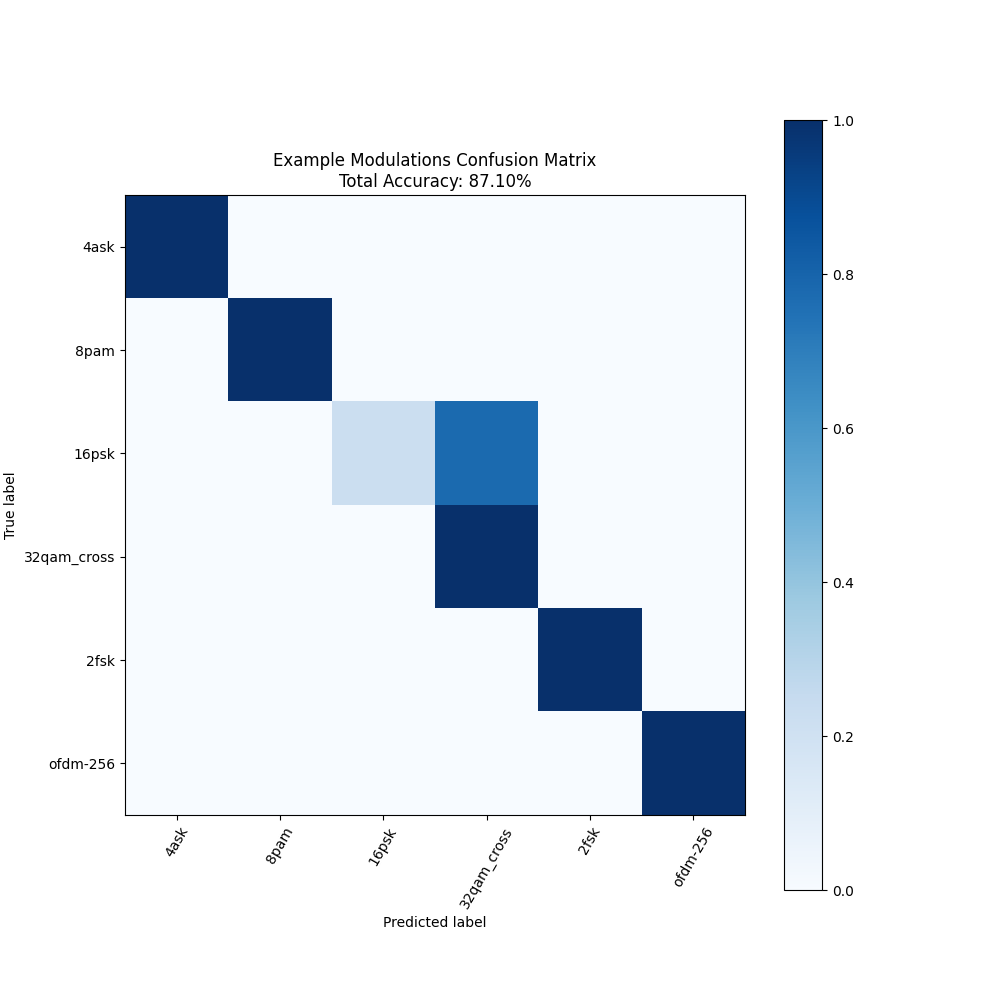 Example Modulations Confusion Matrix
Total Accuracy: 87.10%
True label
4ask
8pam
16psk
32qam_cross
2fsk
ofdm-256
4ask
8pam
16psk
32qam_cross
2fsk
ofdm-256
Predicted label
1.0
0.8
0.6
0.4
0.2
0.0